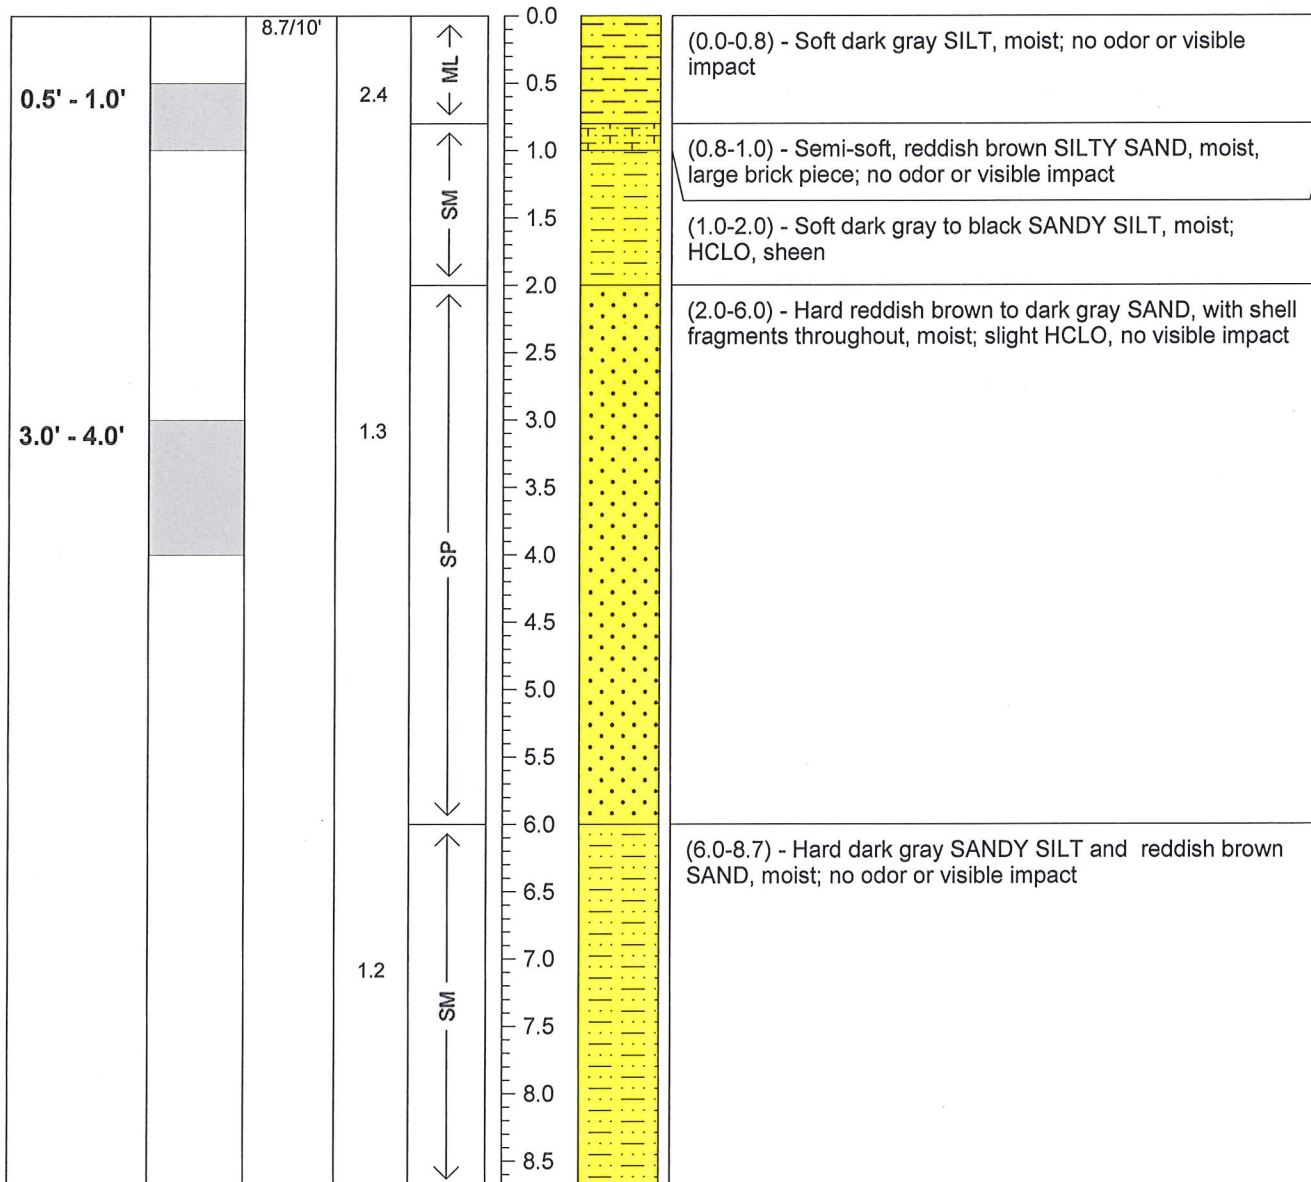 8.7/10'
0.0
(0.0-0.8) - Soft dark gray SILT, moist; no odor or visible
impact
ML
0.5' - 1.0'
2.4
0.5
1.0
(0.8-1.0) - Semi-soft, reddish brown SILTY SAND, moist,
large brick piece; no odor or visible impact
SM
1.5
(1.0-2.0) - Soft dark gray to black SANDY SILT, moist;
HCLO, sheen
2.0
(2.0-6.0) - Hard reddish brown to dark gray SAND, with shell
fragments throughout, moist; slight HCLO, no visible impact
2.5
3.0
3.0' - 4.0'
1.3
3.5
SP
4.0
4.5
5.0
5.5
6.0
(6.0-8.7) - Hard dark gray SANDY SILT and  reddish brown
SAND, moist; no odor or visible impact
6.5
7.0
1.2
SM
7.5
8.0
8.5